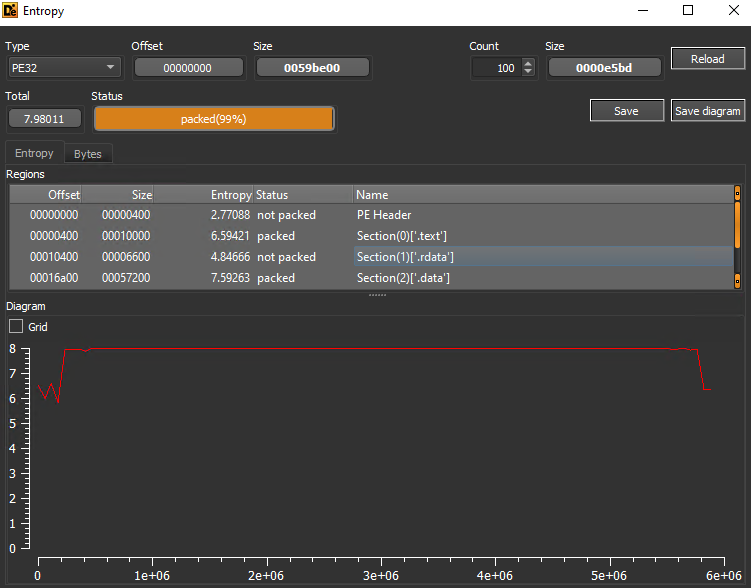 Entropy
Type Offset Size Count Size
PE32 00000000 0059be00 100 0000e5bd Reload
Total Status
7.98011 packed(99%) Save Save diagram
Entropy Bytes
Regions
Offset Size Entropy Status Name
00000000 00000400 2.77088 not packed PE Header
00000400 00010000 6.59421 packed Section(0)['.text']
00010400 00006600 4.84666 not packed Section(1)['.rdata']
00016a00 00057200 7.59263 packed Section(2)['.data']
Diagram
Grid
8
7
6
5
4
3
2
1
0
0 1e+06 2e+06 3e+06 4e+06 5e+06 6e+06